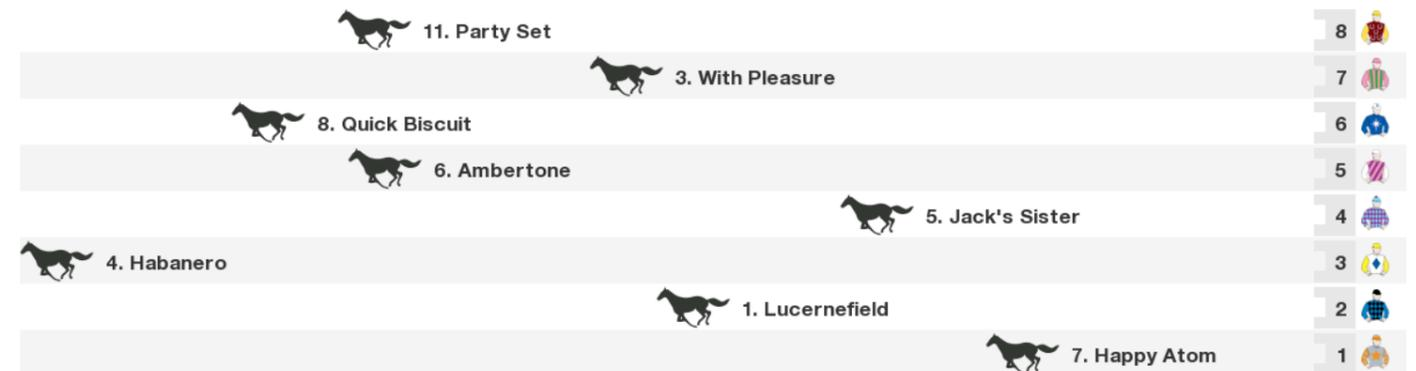 11. Party Set 8
3. With Pleasure 7
8. Quick Biscuit 6
6. Ambertone 5
5. Jack's Sister 4
4. Habanero 3
1. Lucernefield 2
7. Happy Atom 1